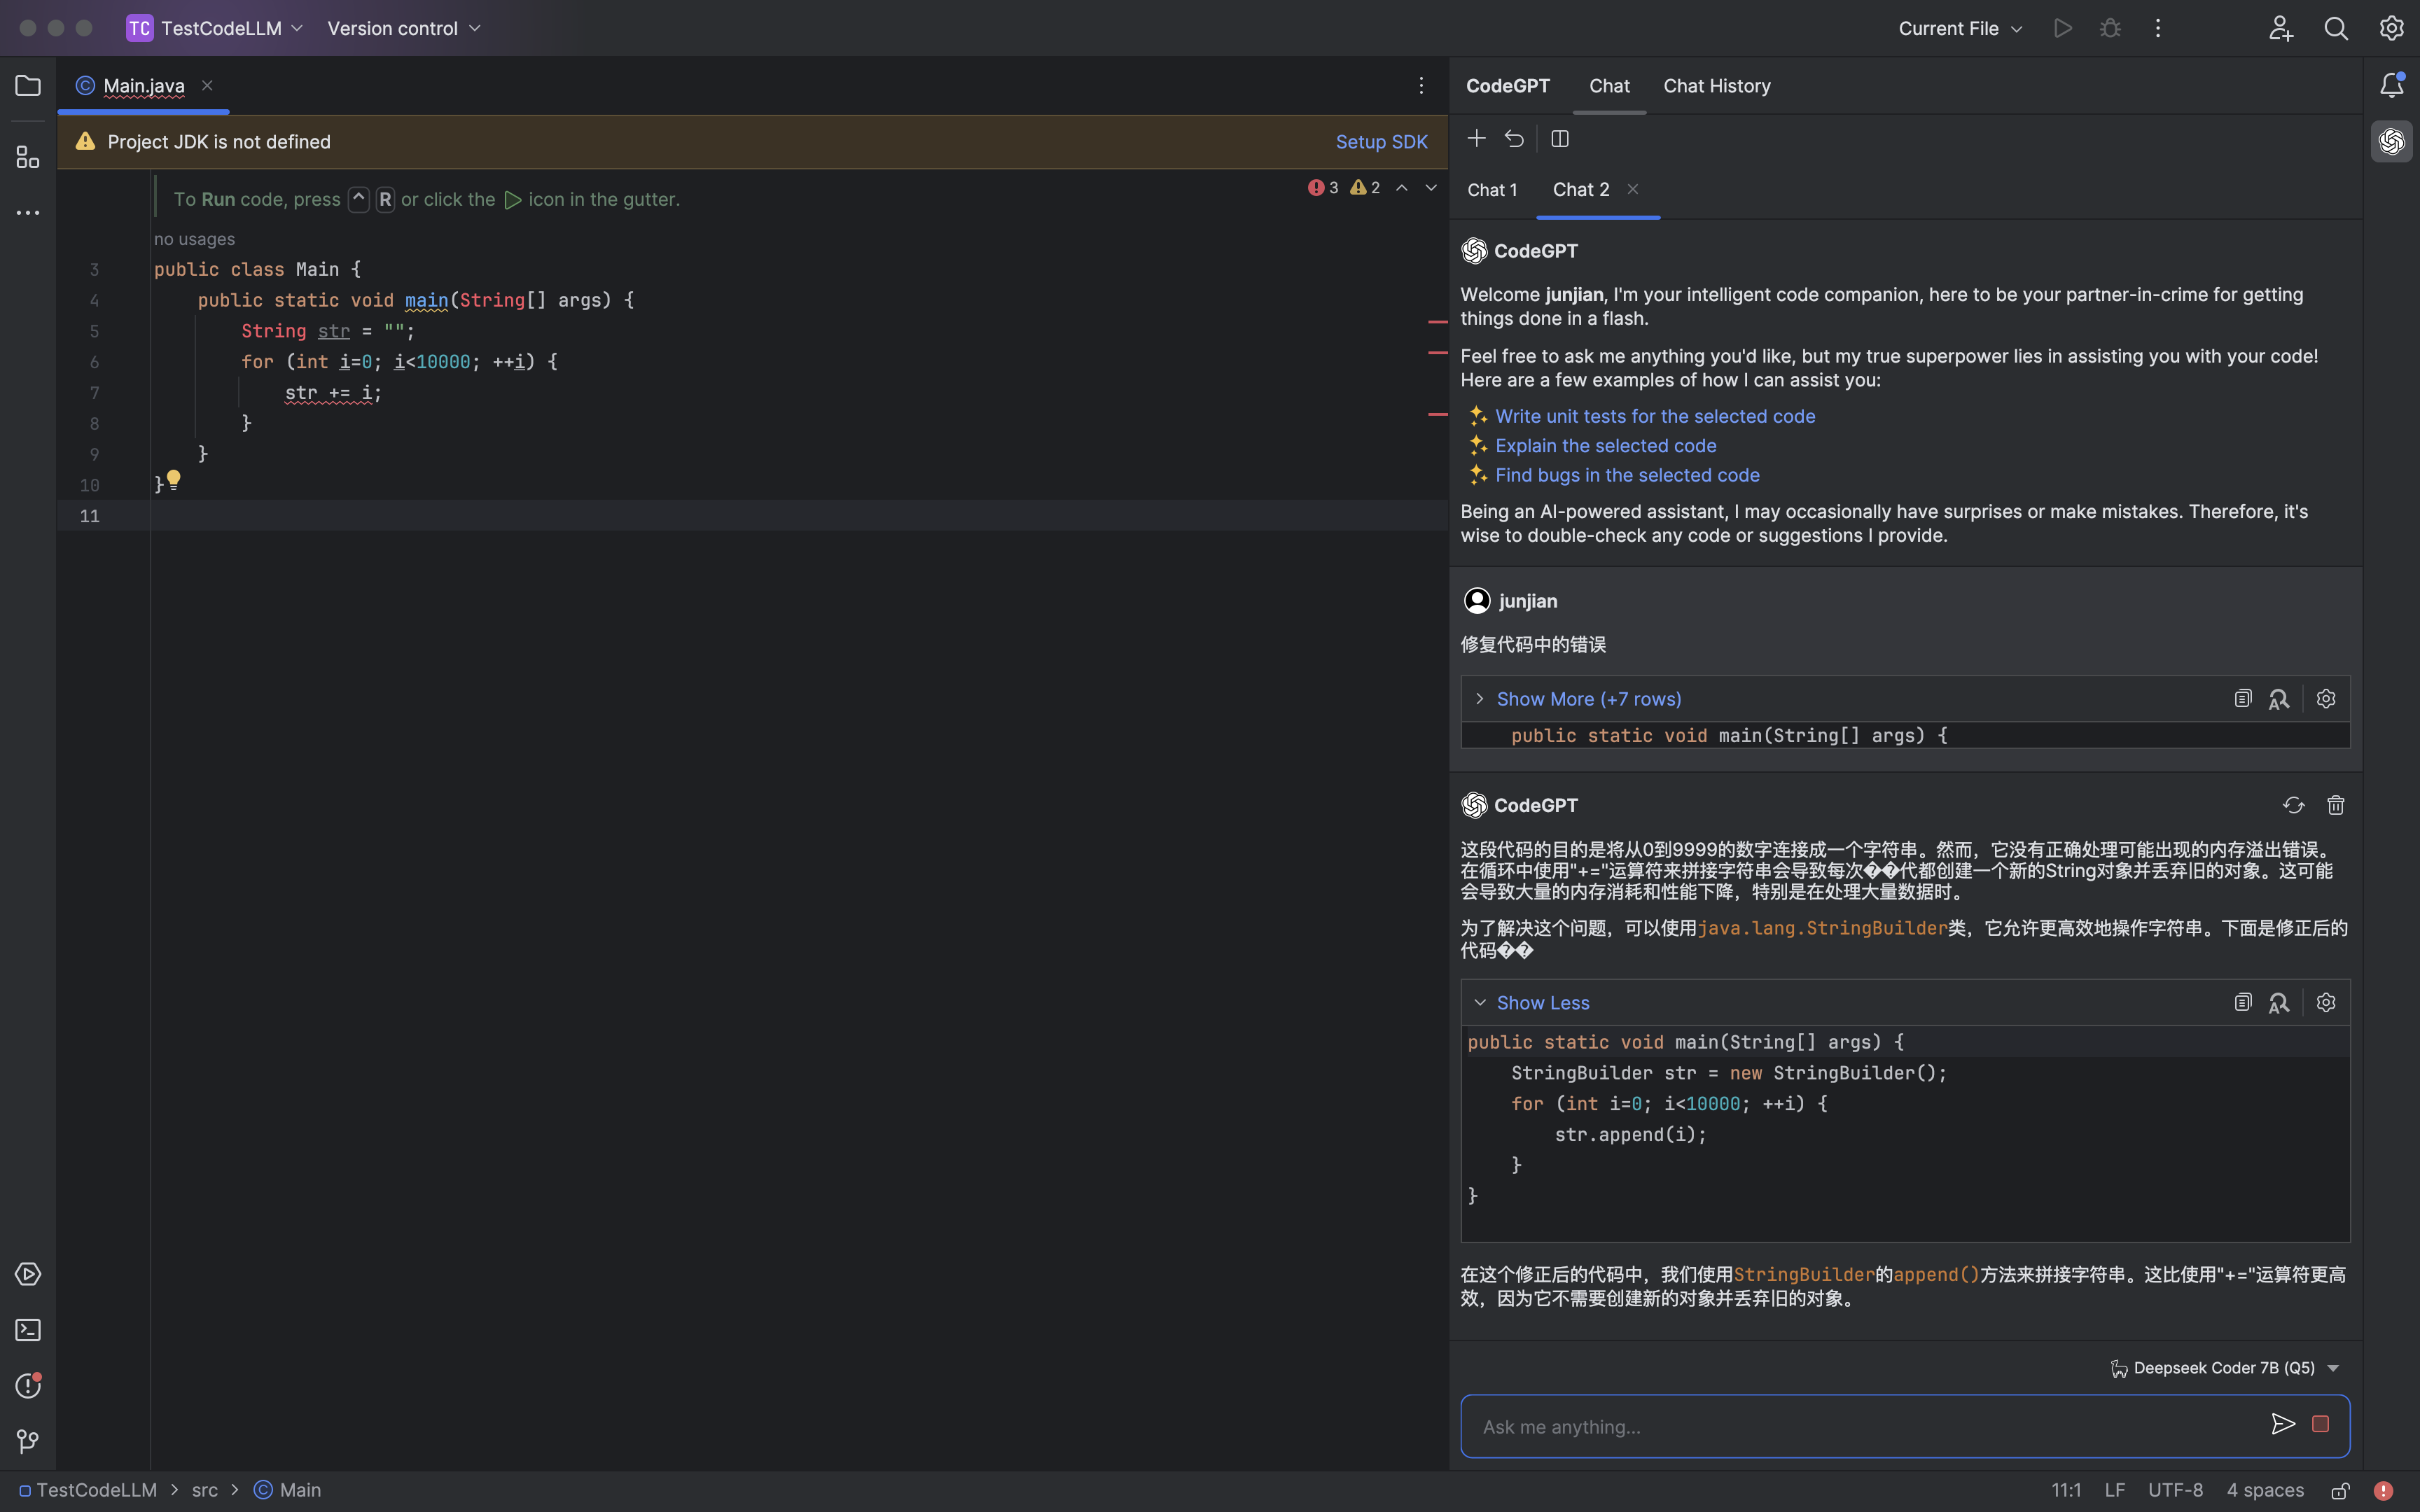 TC TestCodeLLM Version control Current File
Main.java
CodeGPT Chat Chat History
Project JDK is not defined Setup SDK
Chat 1 Chat 2
To Run code, press ^ R or click the icon in the gutter.
3 2
no usages
3 public class Main {
4 public static void main(String[] args) {
5 String str = "";
6 for (int i=0; i<10000; ++i) {
7 str += i;
8 }
9 }
10 }
11
CodeGPT
Welcome junjian, I'm your intelligent code companion, here to be your partner-in-crime for getting
things done in a flash.
Feel free to ask me anything you'd like, but my true superpower lies in assisting you with your code!
Here are a few examples of how I can assist you:
Write unit tests for the selected code
Explain the selected code
Find bugs in the selected code
Being an AI-powered assistant, I may occasionally have surprises or make mistakes. Therefore, it's
wise to double-check any code or suggestions I provide.
junjian
修复代码中的错误
Show More (+7 rows)
public static void main(String[] args) {
CodeGPT
这段代码的目的是将从0到9999的数字连接成一个字符串。然而，它没有正确处理可能出现的内存溢出错误。
在循环中使用"+="运算符来拼接字符串会导致每次��代都创建一个新的String对象并丢弃旧的对象。这可能
会导致大量的内存消耗和性能下降，特别是在处理大量数据时。
为了解决这个问题，可以使用java.lang.StringBuilder类，它允许更高效地操作字符串。下面是修正后的
代码��
Show Less
public static void main(String[] args) {
StringBuilder str = new StringBuilder();
for (int i=0; i<10000; ++i) {
str.append(i);
}
}
在这个修正后的代码中，我们使用StringBuilder的append()方法来拼接字符串。这比使用"+="运算符更高
效，因为它不需要创建新的对象并丢弃旧的对象。
Deepseek Coder 7B (Q5)
Ask me anything...
TestCodeLLM > src > Main 11:1 LF UTF-8 4 spaces